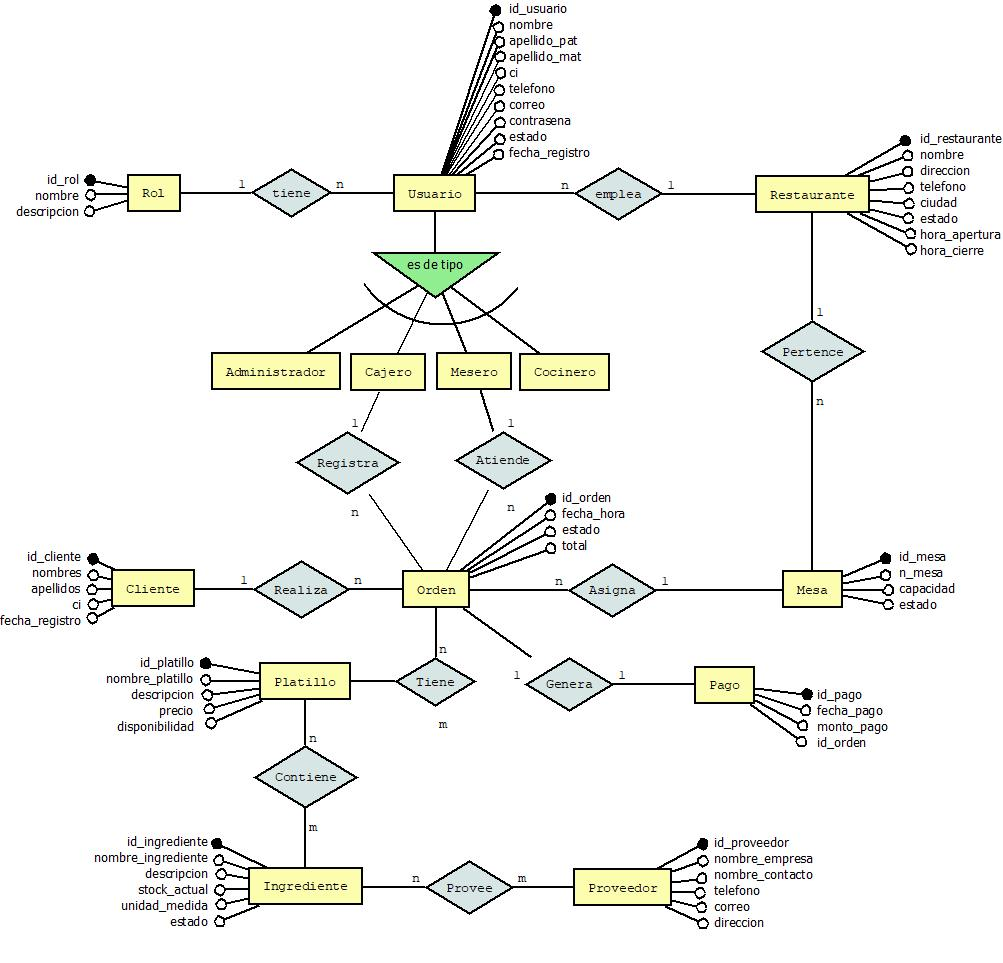 id_usuario
nombre
apellido_pat
apellido_mat
ci
telefono
correo
contrasena
estado
fecha_registro
id_rol
nombre
descripcion
Rol
1
tiene
n
Usuario
n
emplea
1
Restaurante
id_restaurante
nombre
direccion
telefono
ciudad
estado
hora_apertura
hora_cierre
es de tipo
1
Pertence
n
Administrador
Cajero
Mesero
Cocinero
1
Registra
n
1
Atiende
n
id_orden
fecha_hora
estado
total
id_cliente
nombres
apellidos
ci
fecha_registro
Cliente
1
Realiza
n
Orden
n
Asigna
1
Mesa
id_mesa
n_mesa
capacidad
estado
id_platillo
nombre_platillo
descripcion
precio
disponibilidad
Platillo
n
Tiene
m
1
Genera
1
Pago
id_pago
fecha_pago
monto_pago
id_orden
n
Contiene
m
id_ingrediente
nombre_ingrediente
descripcion
stock_actual
unidad_medida
estado
Ingrediente
n
Provee
m
Proveedor
id_proveedor
nombre_empresa
nombre_contacto
telefono
correo
direccion